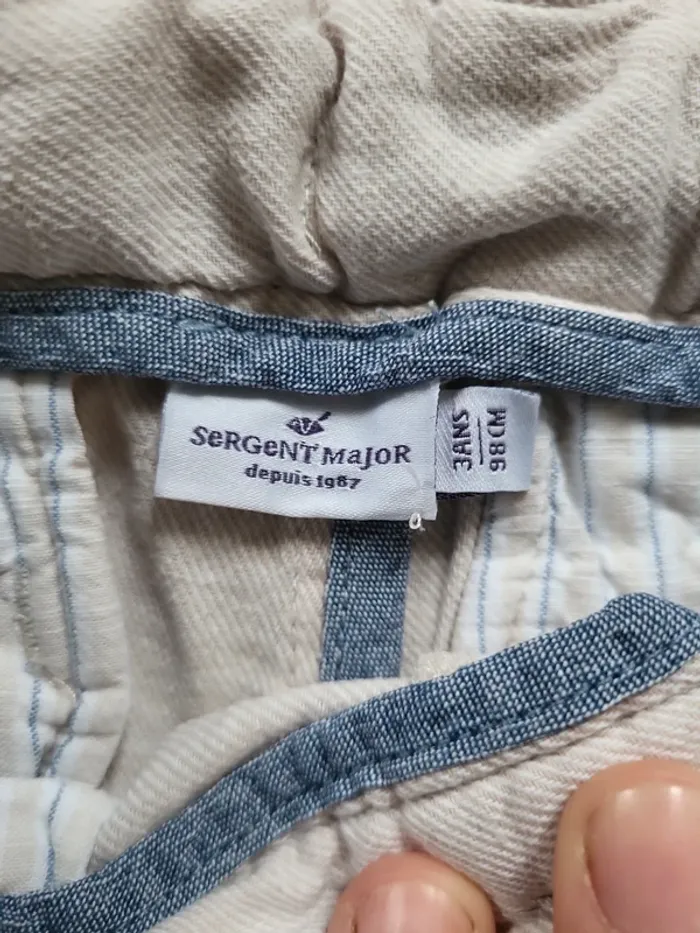 SeRGeNT MaJoR
depuis 1987
3ANS
98CM